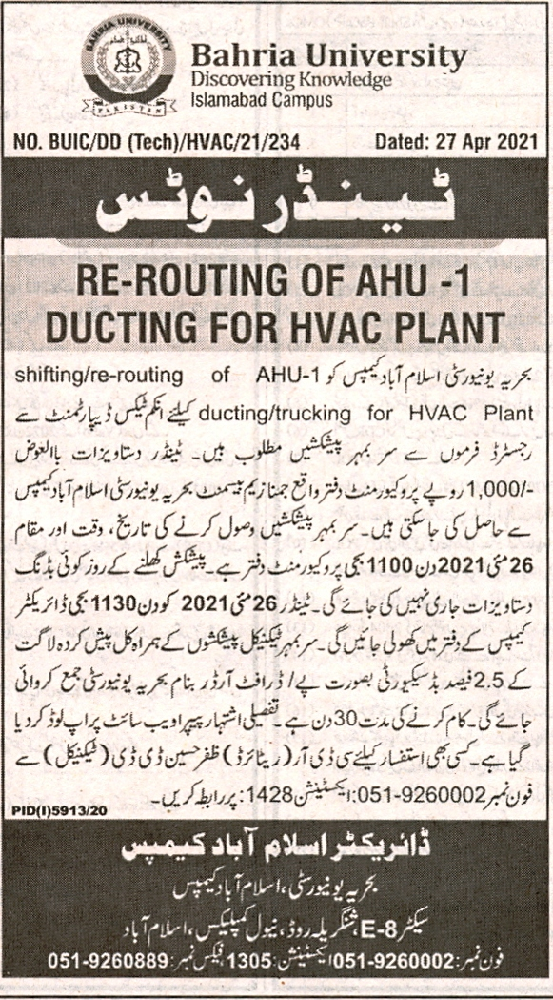 BAHRIA UNIVERSITY
PAKISTAN
Bahria University
Discovering Knowledge
Islamabad Campus
NO. BUIC/DD (Tech)/HVAC/21/234 Dated: 27 Apr 2021
ٹینڈر نوٹس
RE-ROUTING OF AHU -1
DUCTING FOR HVAC PLANT
بحریہ یونیورسٹی اسلام آباد کیمپس کو shifting/re-routing of AHU-1
ducting/trucking for HVAC Plant کیلئے انکم ٹیکس ڈیپارٹمنٹ سے
رجسٹرڈ فرموں سے سر بمہر پیشکشیں مطلوب ہیں۔ ٹینڈر دستاویزات باالعوض
1,000/- روپے پروکیورمنٹ دفتر واقع جمنازیم بیسمنٹ بحریہ یونیورسٹی اسلام آباد کیمپس
سے حاصل کی جاسکتی ہیں۔ سر بمہر پیشکشیں وصول کرنے کی تاریخ، وقت اور مقام
26 مئی 2021 دن 1100 بجی پروکیورمنٹ دفتر ہے۔ پیشکش کھلنے کے روز کوئی بڈنگ
دستاویزات جاری نہیں کی جائے گی۔ ٹینڈر 26 مئی 2021 کو دن 1130 بجی ڈائریکٹر
کیمپس کے دفتر میں کھولی جائیں گی۔ سر بمہر ٹیکنیکل پیشکشوں کے ہمراہ کل پیش کردہ لاگت
کے 2.5 فیصد بڈ سیکیورٹی بصورت پے / ڈرافٹ آرڈر بنام بحریہ یونیورسٹی جمع کروائی
جائے گی۔ کام کرنے کی مدت 30 دن ہے۔ تفصیلی اشتہار پیپرا ویب سائٹ پر اپ لوڈ کردیا
گیا ہے۔ کسی بھی استفسار کیلئے سی ڈی آر (ریٹائرڈ) ظفر حسین ڈی ڈی (ٹیکنیکل) سے
فون نمبر 051-9260002: ایکسٹینشن 1428: پر رابطہ کریں۔
PID(I)5913/20
ڈائریکٹر اسلام آباد کیمپس
بحریہ یونیورسٹی، اسلام آباد کیمپس
سیکٹر E-8، شنگریلہ روڈ، نیول کمپلیکس، اسلام آباد
فون نمبر: 051-9260002 ایکسٹینشن: 1305، فیکس نمبر: 051-9260889